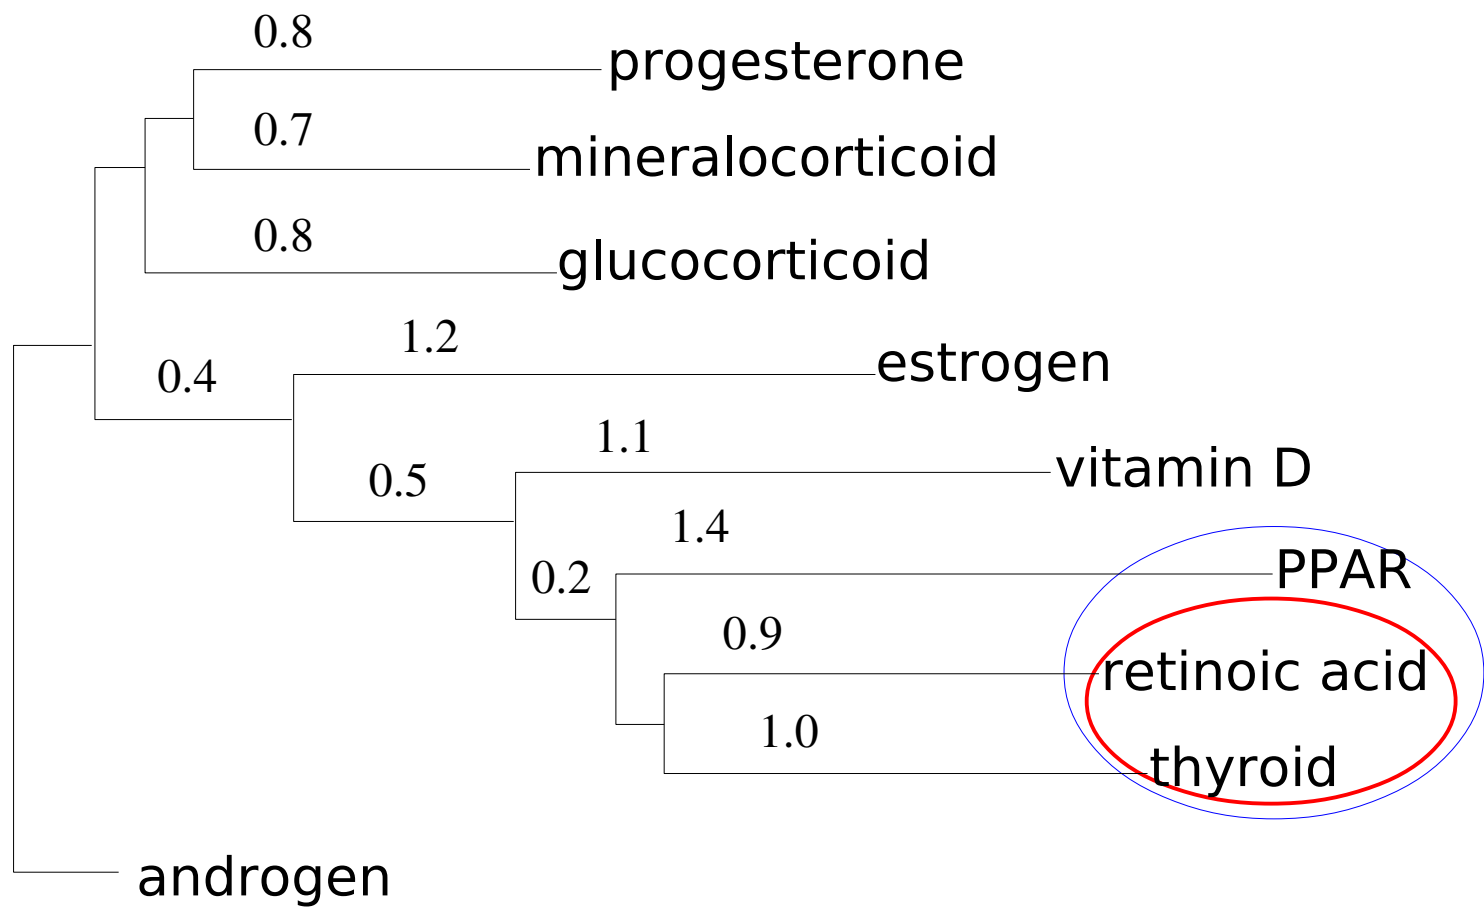 0.8
progesterone
0.7
mineralocorticoid
0.8
glucocorticoid
1.2
estrogen
0.4
1.1
vitamin D
0.5
1.4
PPAR
0.2
0.9
retinoic acid
1.0
thyroid
androgen